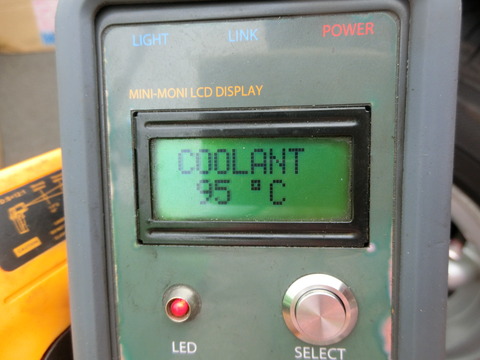 LIGHT LINK POWER
MINI-MONI LCD DISPLAY
COOLANT
95 °C
LED
SELECT